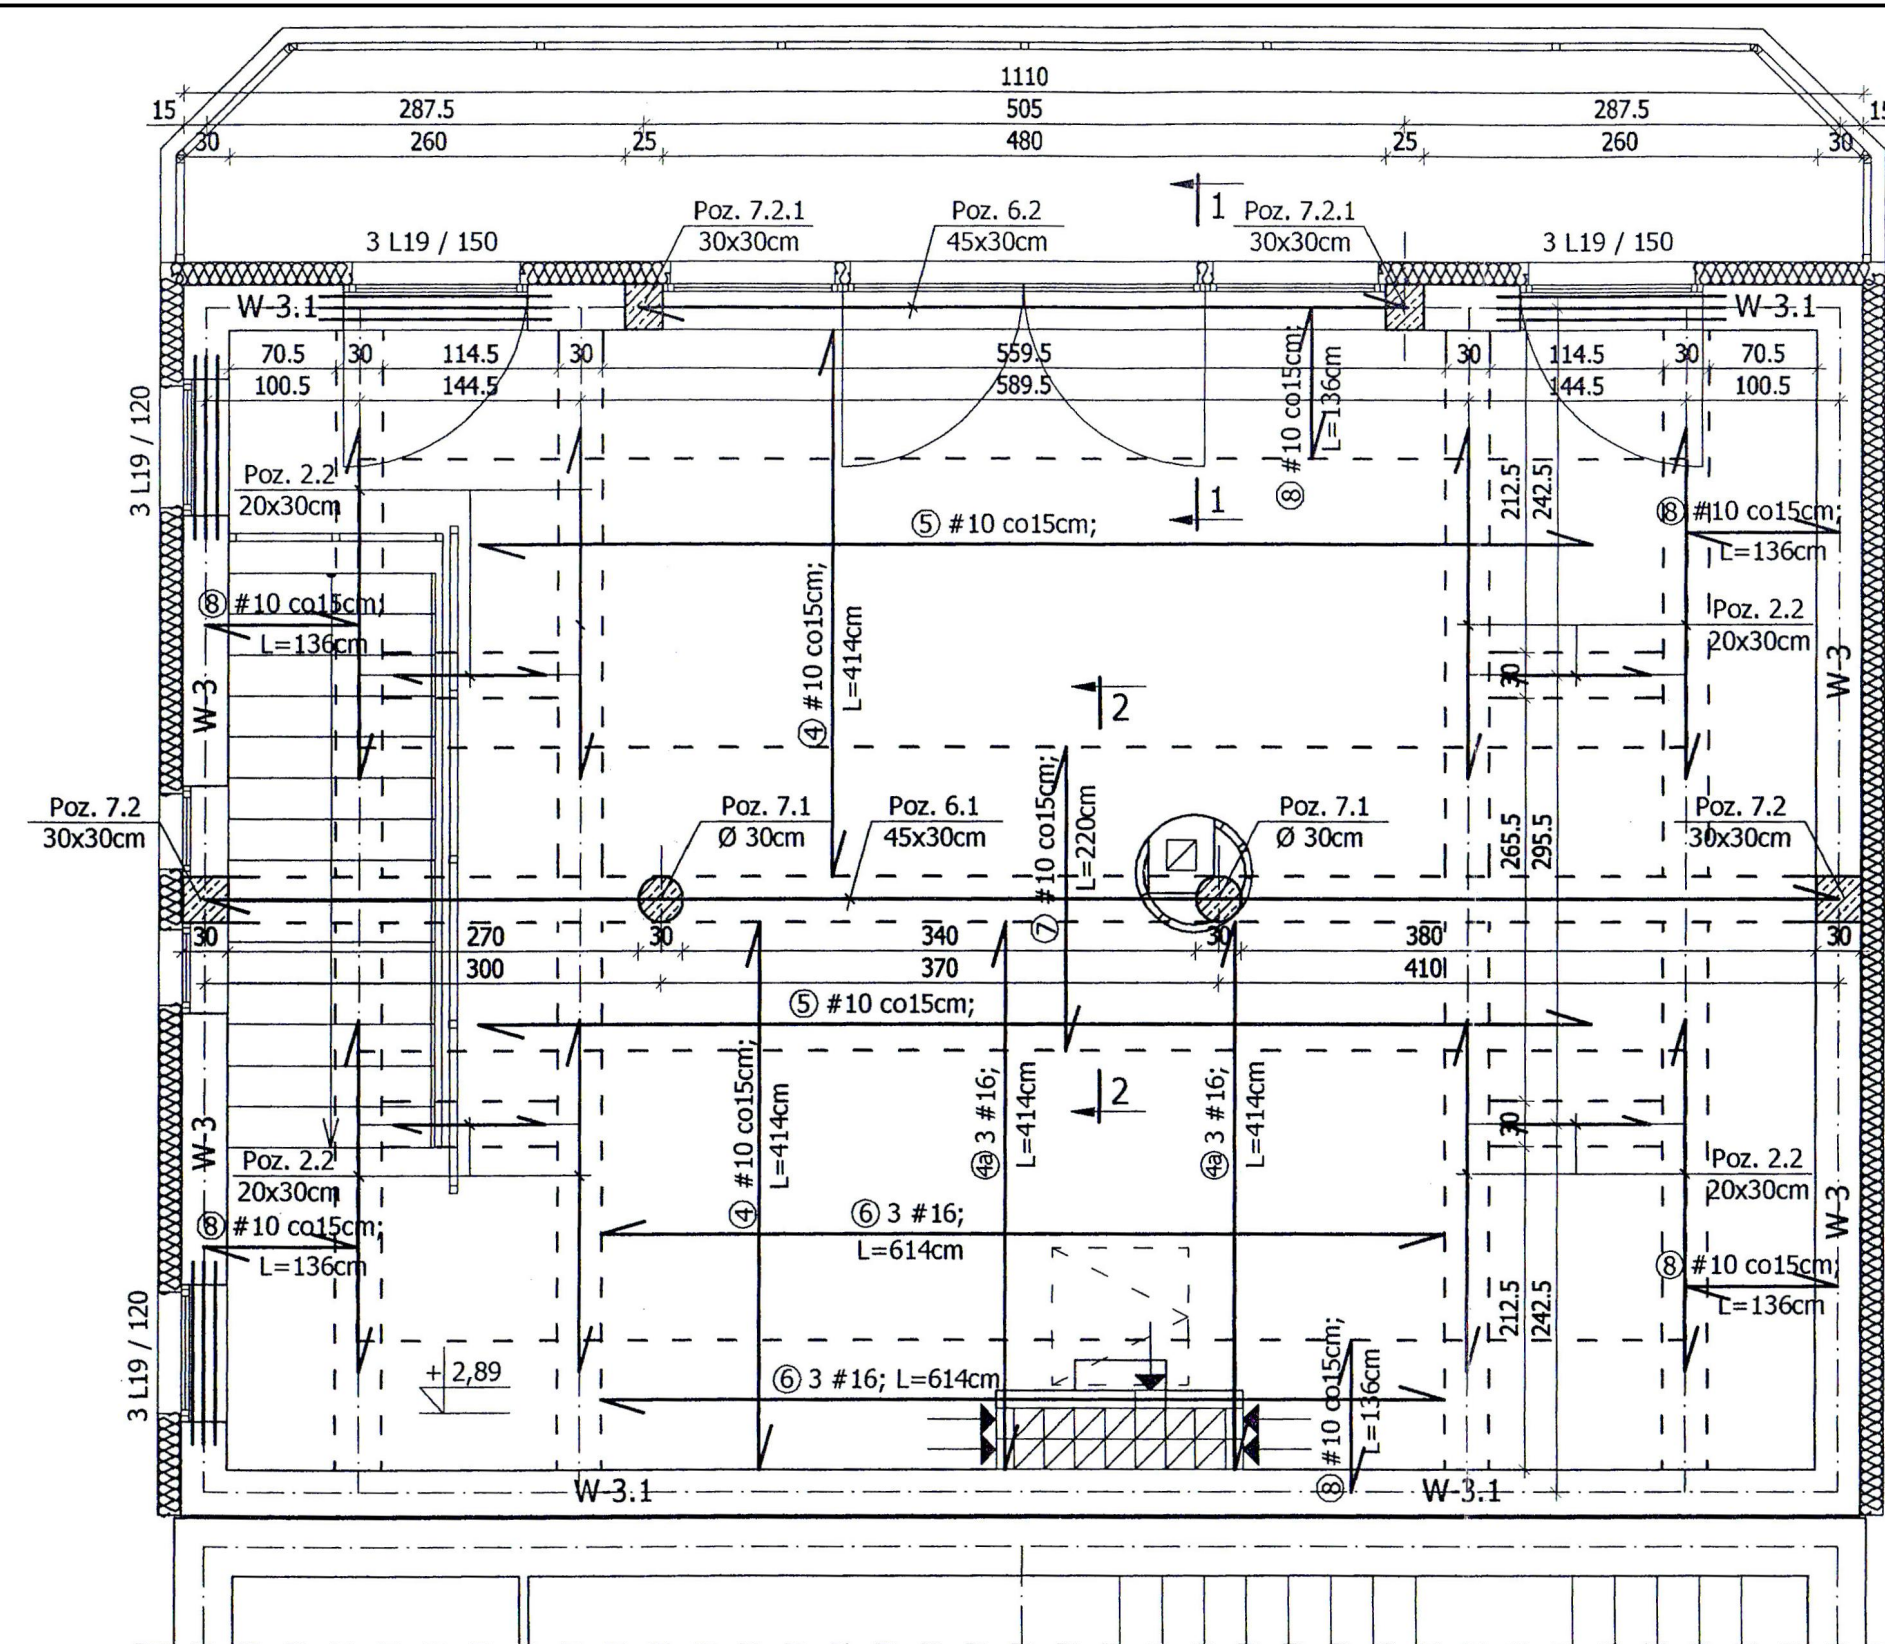 1110
15 287.5 505 287.5 15
30 260 25 480 25 260 30
1
Poz. 7.2.1
30x30cm
Poz. 6.2
45x30cm
Poz. 7.2.1
30x30cm
3 L19 / 150
3 L19 / 150
W-3.1
W-3.1
70.5 30 114.5 30 559.5 30 114.5 30 70.5
100.5 144.5 589.5 144.5 100.5
3 L19 / 120
⑧ #10 co15cm;
L=136cm
Poz. 2.2
20x30cm
1
212.5
242.5
⑤ #10 co15cm;
⑧ #10 co15cm;
L=136cm
⑧ #10 co15cm;
L=136cm
④ #10 co15cm;
L=414cm
Poz. 2.2
20x30cm
W-3
30
W-3
2
Poz. 7.2
30x30cm
Poz. 7.1
Ø 30cm
Poz. 6.1
45x30cm
⑦ #10 co15cm;
L=220cm
Poz. 7.1
Ø 30cm
265.5
295.5
Poz. 7.2
30x30cm
30 270 30 340 30 380 30
300 370 410
⑤ #10 co15cm;
④ #10 co15cm;
L=414cm
4a 3 #16;
L=414cm
2
4a 3 #16;
L=414cm
30
W-3
Poz. 2.2
20x30cm
Poz. 2.2
20x30cm
W-3
⑧ #10 co15cm;
L=136cm
⑥ 3 #16;
L=614cm
⑧ #10 co15cm;
L=136cm
212.5
242.5
3 L19 / 120
+ 2,89
⑥ 3 #16; L=614cm
⑧ #10 co15cm;
L=136cm
W-3.1
W-3.1